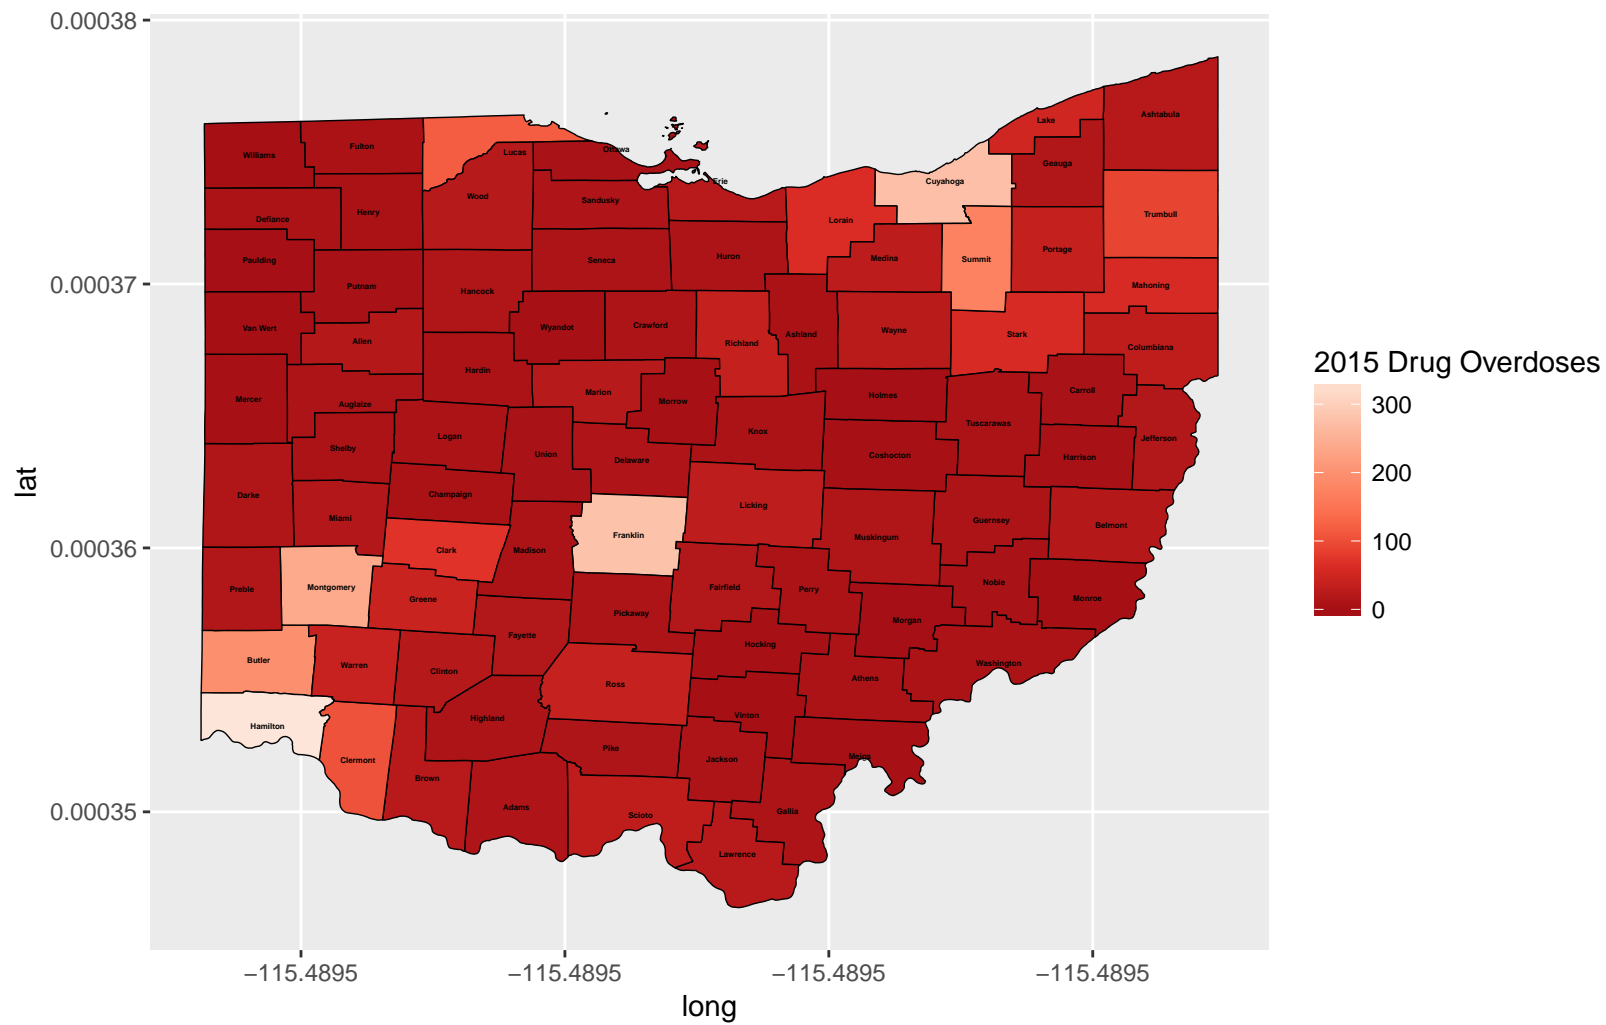 0.00038
0.00037
0.00036
0.00035
lat
Ashtabula
Lake
Fulton
Lucas
Ottawa
Williams
Geauga
Erie
Cuyahoga
Wood
Sandusky
Henry
Defiance
Lorain
Trumbull
Portage
Huron
Medina
Summit
Seneca
Paulding
Putnam
Mahoning
Hancock
Van Wert
Wyandot
Crawford
Wayne
Ashland
Stark
Allen
Richland
Columbiana
Hardin
Carroll
Marion
Holmes
Mercer
Morrow
Auglaize
Tuscarawas
Knox
Logan
Jefferson
Shelby
Union
Coshocton
Harrison
Delaware
Darke
Champaign
Licking
Miami
Guernsey
Belmont
Franklin
Muskingum
Clark
Madison
Noble
Montgomery
Fairfield
Perry
Preble
Greene
Monroe
Pickaway
Morgan
Fayette
Hocking
Butler
Warren
Washington
Clinton
Athens
Ross
Vinton
Highland
Hamilton
Pike
Meigs
Jackson
Clermont
Brown
Adams
Gallia
Scioto
Lawrence
−115.4895
−115.4895
−115.4895
−115.4895
long
2015 Drug Overdoses
300
200
100
0